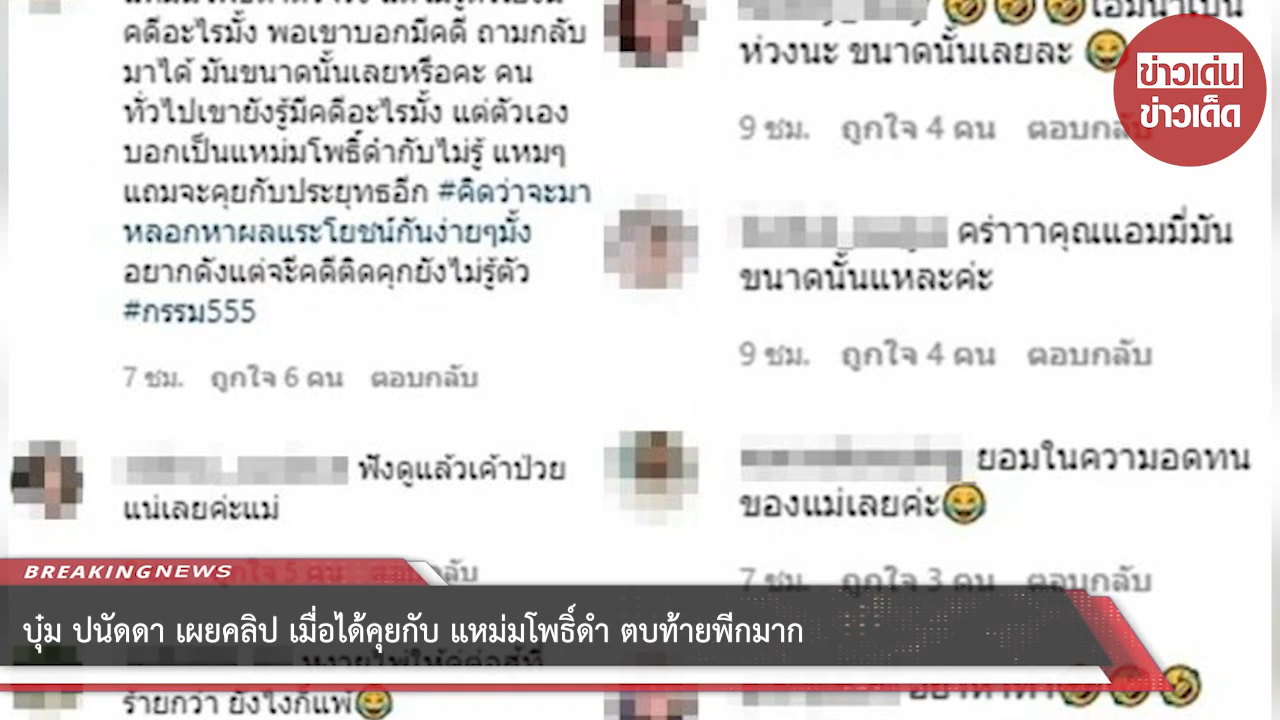 คดีอะไรมั้ง พอเขาบอกมีคดี ถามกลับ
มาได้ มันขนาดนั้นเลยหรือคะ คน
ทั่วไปเขายังรู้มีคดีอะไรมั้ง แต่ตัวเอง
บอกเป็นแหม่มโพธิ์ดำกับไม่รู้ แหมๆ
แถมจะคุยกับประยุทธอีก #คิดว่าจะมา
หลอกหาผลแระโยชน์กันง่ายๆมั้ง
อยากดังแต่จะีคดีติดคุกยังไม่รู้ตัว
#กรรม555
7 ชม. ถูกใจ 6 คน ตอบกลับ
ฟังดูแล้วเค้าป่วย
แน่เลยค่ะแม่
ถูกใจ 5 คน ตอบกลับ
ร้ายกว่า ยังไงก็แพ้😂
🤣🤣🤣
ห่วงนะ ขนาดนั้นเลยละ 😂
9 ชม. ถูกใจ 4 คน ตอบกลับ
คร่าาาคุณแอมมี่มัน
ขนาดนั้นแหละค่ะ
9 ชม. ถูกใจ 4 คน ตอบกลับ
ยอมในความอดทน
ของแม่เลยค่ะ😂
7 ชม. ถูกใจ 3 คน ตอบกลับ
🤣🤣🤣
ข่าวเด่น
ข่าวเด็ด
BREAKING NEWS
บุ๋ม ปนัดดา เผยคลิป เมื่อได้คุยกับ แหม่มโพธิ์ดำ ตบท้ายพีกมาก